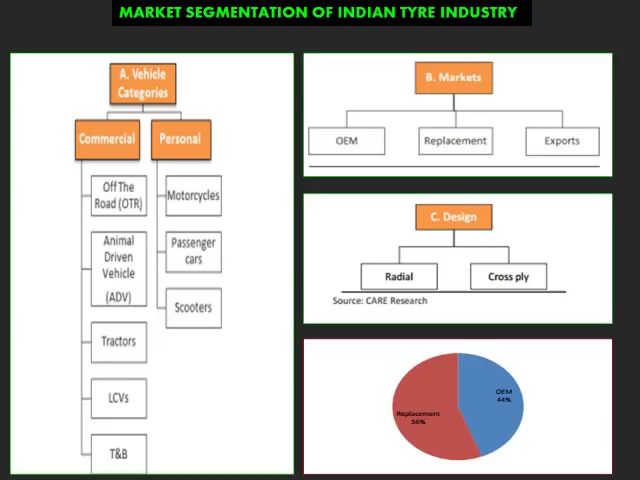 MARKET SEGMENTATION OF INDIAN TYRE INDUSTRY
A. Vehicle
Categories
Commercial
Personal
Off The
Road (OTR)
Animal
Driven
Vehicle
(ADV)
Tractors
LCVs
T&B
Motorcycles
Passenger
cars
Scooters
B. Markets
OEM
Replacement
Exports
C. Design
Radial
Cross ply
Source: CARE Research
OEM
44%
Replacement
56%